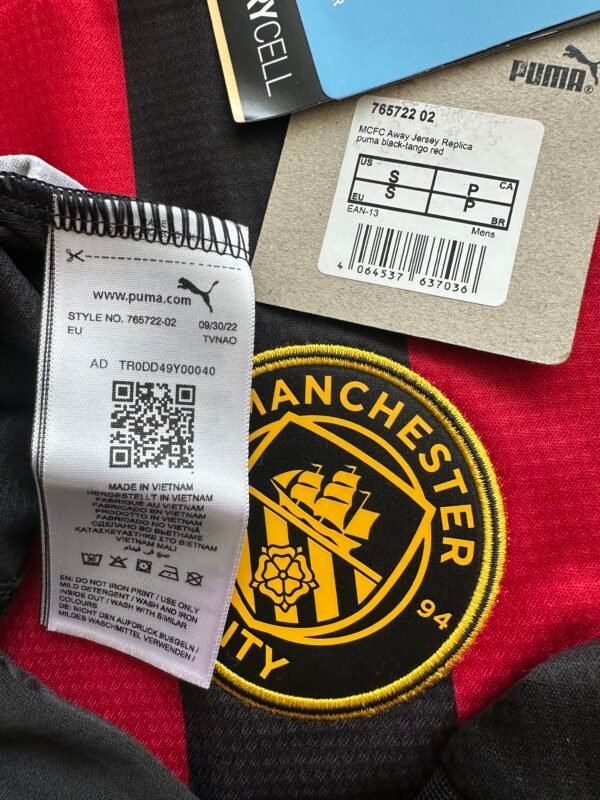 RYCELL
PUMA
765722 02
MCFC Away Jersey Replica
puma black-tango red
US S P CA
EU S P BR
EAN-13 Mens
4 064537 637036
www.puma.com
STYLE NO. 765722-02 09/30/22
EU TVNAO
AD TR0DD49Y00040
MADE IN VIETNAM
HERGESTELLT IN VIETNAM
FABRIQUÉ AU VIETNAM
PRODOTTO IN VIETNAM
FABRICADO EN VIETNAM
FABRICADO NO VIETNÃ
СДЕЛАНО ВО ВЬЕТНАМЕ
ΚΑΤΑΣΚΕΥΑΣΤΗΚΕ ΣΤΟ ΒΙΕΤΝΑΜ
VIETNAM MALI
صنع في فيتنام
EN: DO NOT IRON PRINT / USE ONLY
MILD DETERGENT / WASH AND IRON
INSIDE OUT / WASH WITH SIMILAR
COLOURS
DE: NICHT DEN AUFDRUCK BUEGELN /
MILDES WASCHMITTEL VERWENDEN /
MANCHESTER
CITY
94